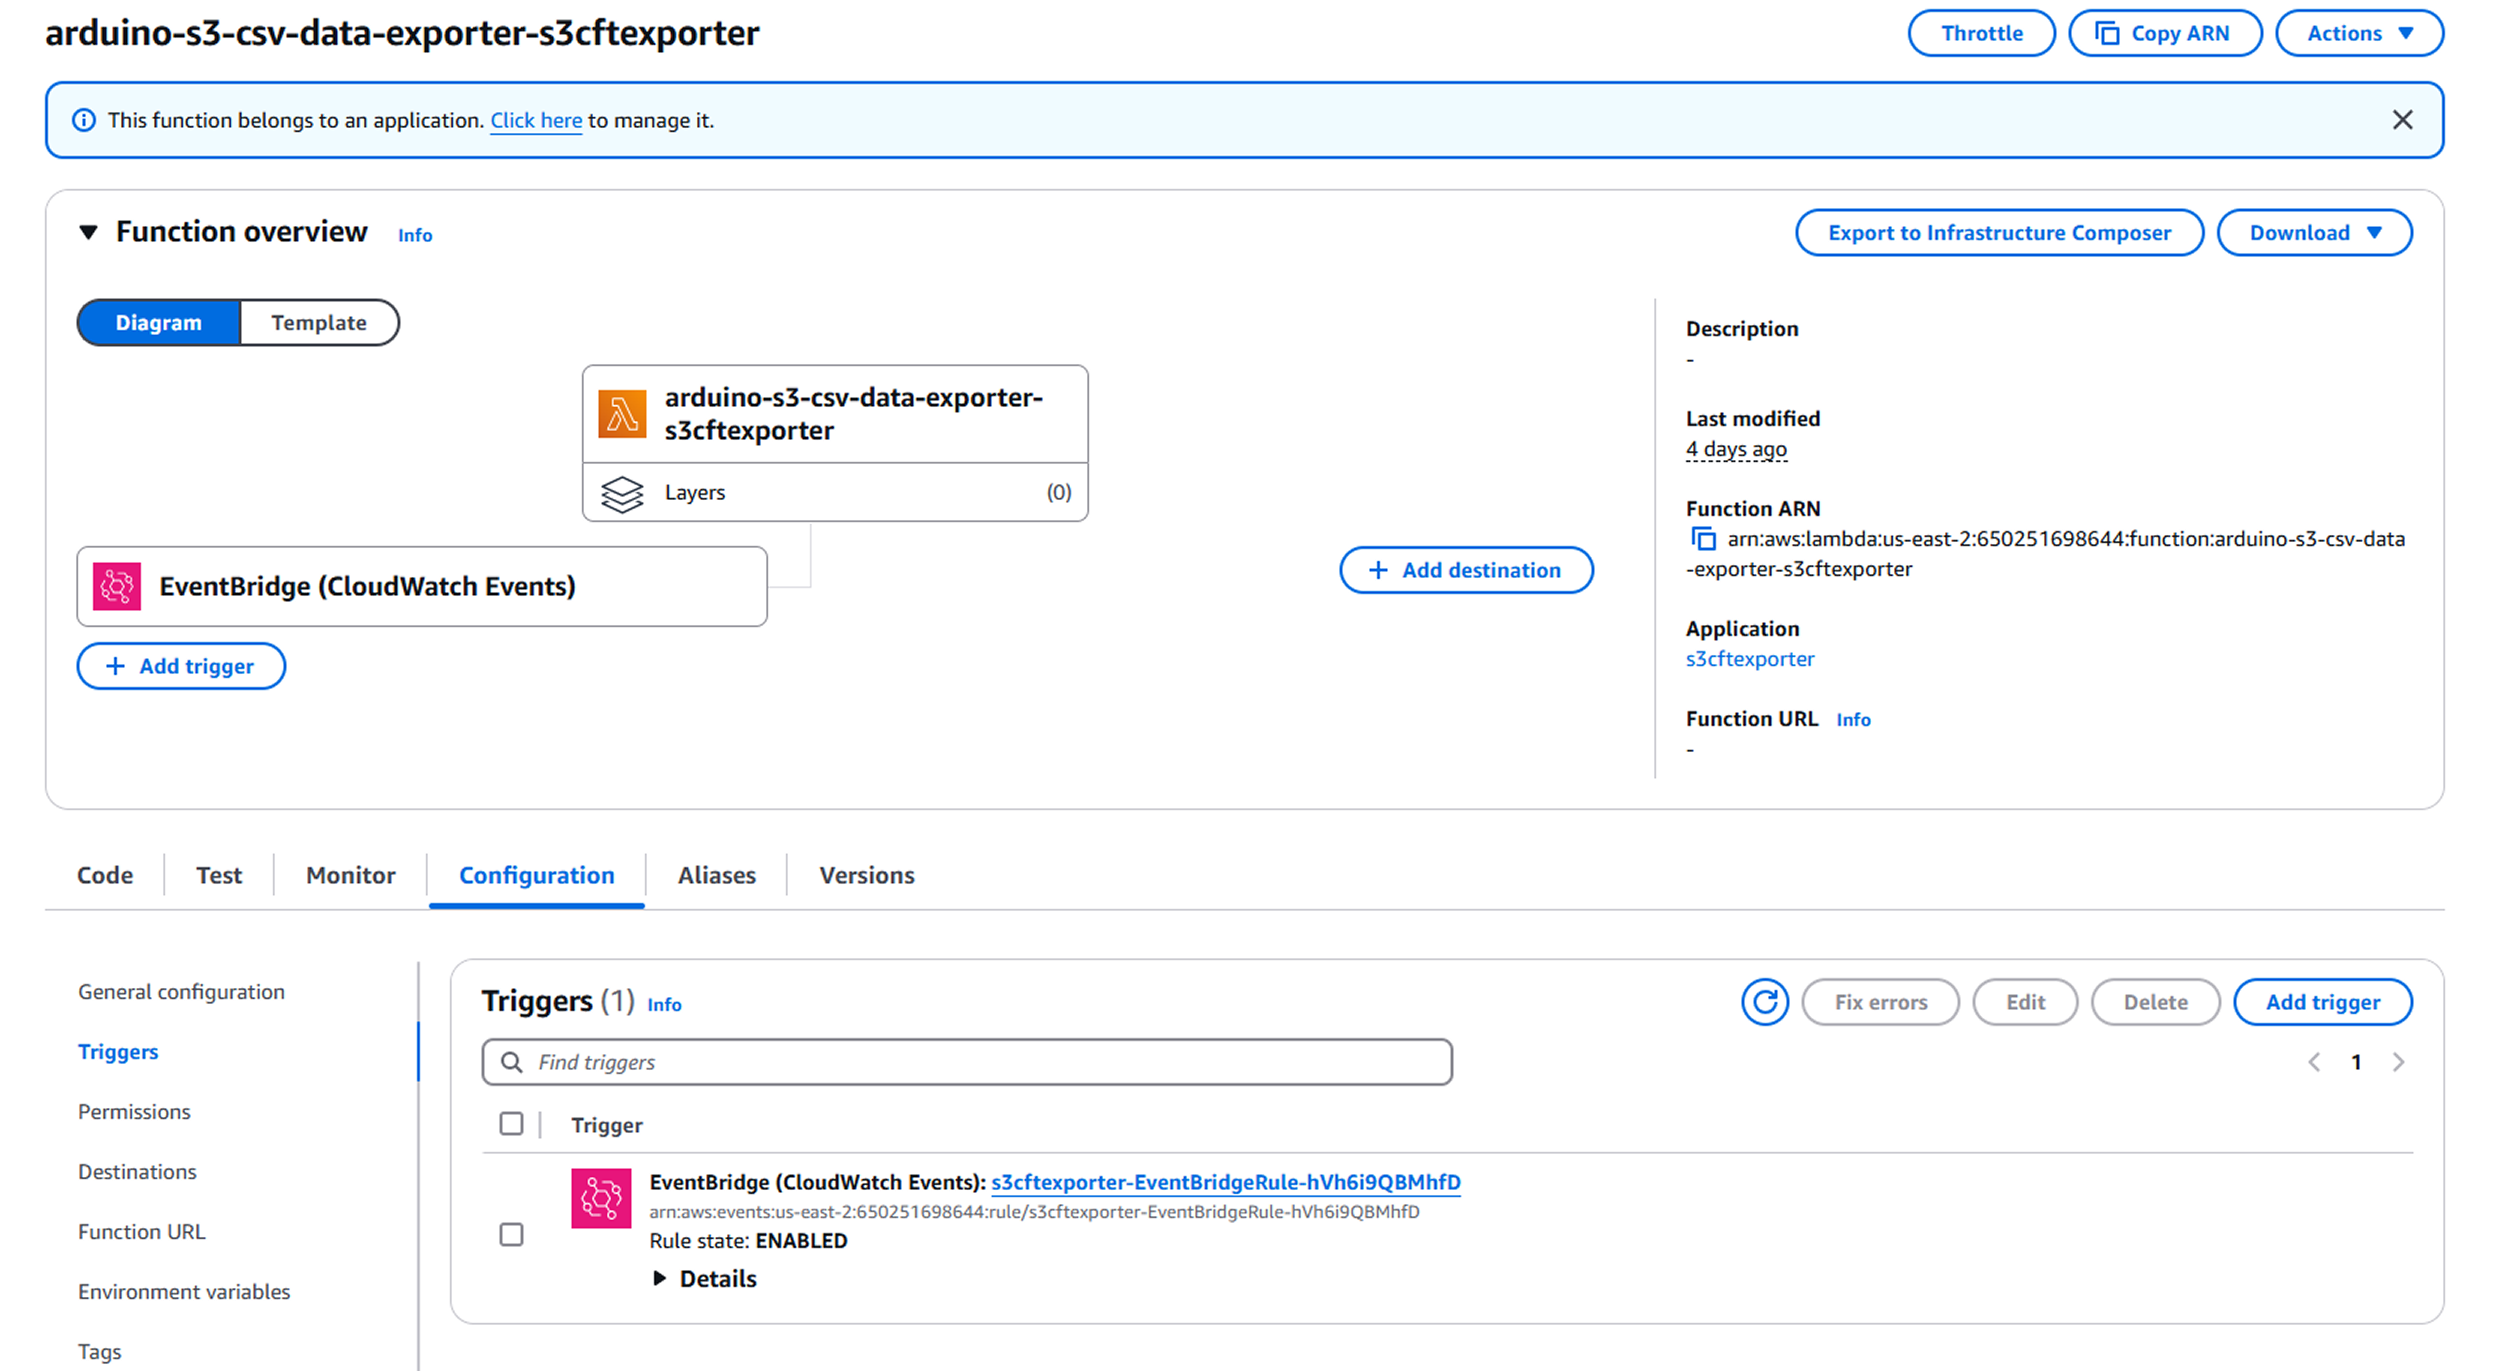 arduino-s3-csv-data-exporter-s3cftexporter
Throttle
Copy ARN
Actions
This function belongs to an application. Click here to manage it.
Function overview Info
Export to Infrastructure Composer
Download
Diagram
Template
arduino-s3-csv-data-exporter-
s3cftexporter
Layers (0)
EventBridge (CloudWatch Events)
+ Add trigger
+ Add destination
Description
-
Last modified
4 days ago
Function ARN
arn:aws:lambda:us-east-2:650251698644:function:arduino-s3-csv-data
-exporter-s3cftexporter
Application
s3cftexporter
Function URL Info
-
Code
Test
Monitor
Configuration
Aliases
Versions
General configuration
Triggers
Permissions
Destinations
Function URL
Environment variables
Tags
Triggers (1) Info
Fix errors
Edit
Delete
Add trigger
Find triggers
1
Trigger
EventBridge (CloudWatch Events): s3cftexporter-EventBridgeRule-hVh6i9QBMhfD
arn:aws:events:us-east-2:650251698644:rule/s3cftexporter-EventBridgeRule-hVh6i9QBMhfD
Rule state: ENABLED
Details